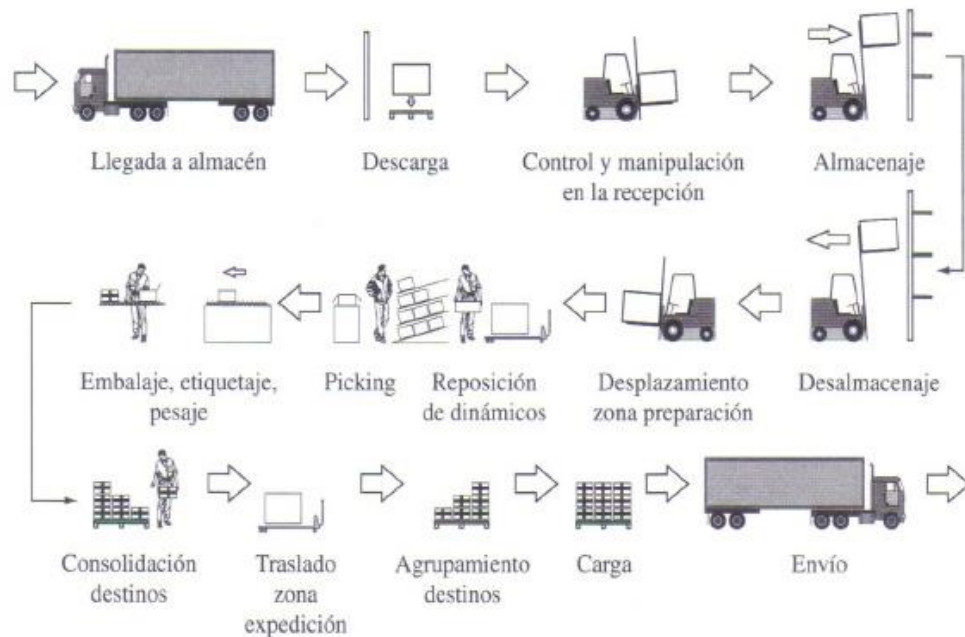 Llegada a almacén
Descarga
Control y manipulación
en la recepción
Almacenaje
Embalaje, etiquetaje,
pesaje
Picking
Reposición
de dinámicos
Desplazamiento
zona preparación
Desalmacenaje
Consolidación
destinos
Traslado
zona
expedición
Agrupamiento
destinos
Carga
Envío